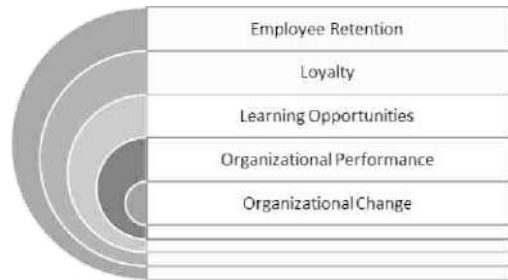 Employee Retention
Loyalty
Learning Opportunities
Organizational Performance
Organizational Change